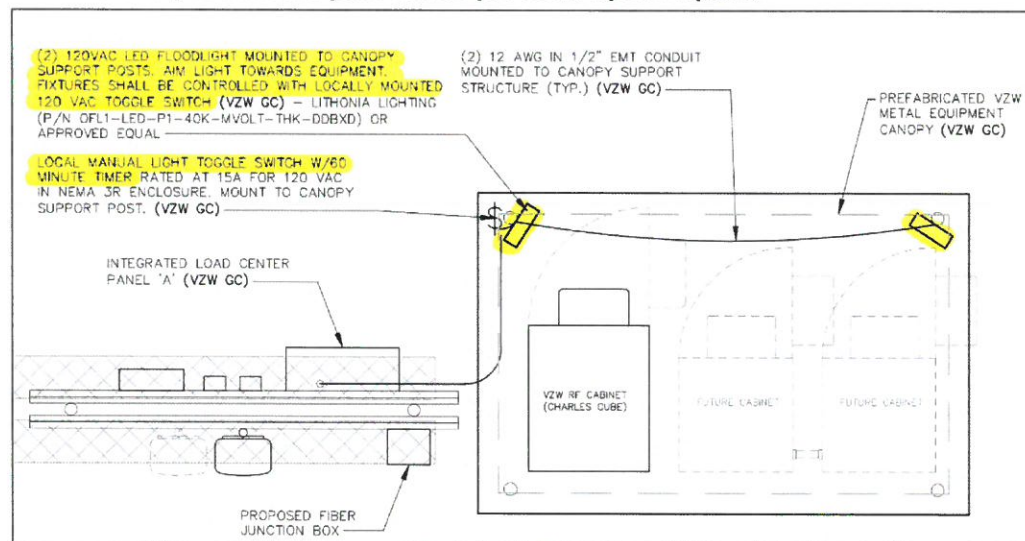 (2) 120VAC LED FLOODLIGHT MOUNTED TO CANOPY
SUPPORT POSTS. AIM LIGHT TOWARDS EQUIPMENT.
FIXTURES SHALL BE CONTROLLED WITH LOCALLY MOUNTED
120 VAC TOGGLE SWITCH (VZW GC) – LITHONIA LIGHTING
(P/N OFL1-LED-P1-40K-MVOLT-THK-DDBXD) OR
APPROVED EQUAL
(2) 12 AWG IN 1/2" EMT CONDUIT
MOUNTED TO CANOPY SUPPORT
STRUCTURE (TYP.) (VZW GC)
PREFABRICATED VZW
METAL EQUIPMENT
CANOPY (VZW GC)
LOCAL MANUAL LIGHT TOGGLE SWITCH W/60
MINUTE TIMER RATED AT 15A FOR 120 VAC
IN NEMA 3R ENCLOSURE. MOUNT TO CANOPY
SUPPORT POST. (VZW GC)
$
INTEGRATED LOAD CENTER
PANEL 'A' (VZW GC)
VZW RF CABINET
(CHARLES CUBE)
FUTURE CABINET
FUTURE CABINET
PROPOSED FIBER
JUNCTION BOX